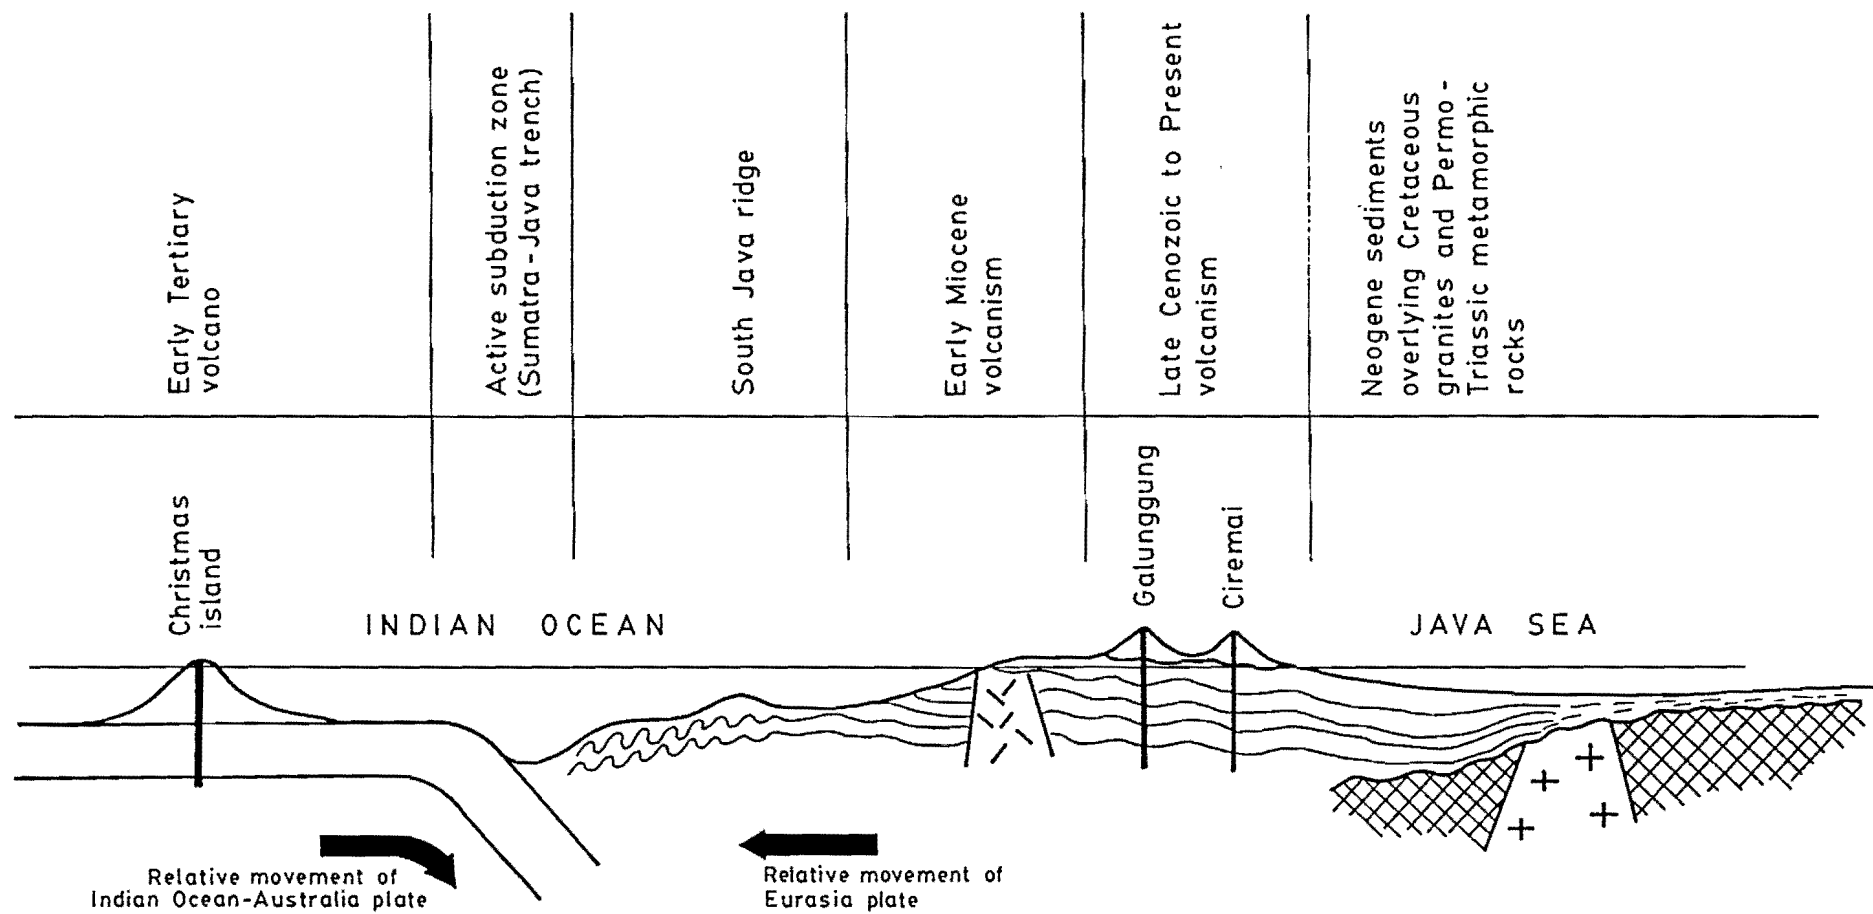 Early Tertiary
volcano
Active subduction zone
(Sumatra-Java trench)
South Java ridge
Early Miocene
volcanism
Late Cenozoic to Present
volcanism
Neogene sediments
overlying Cretaceous
granites and Permo-
Triassic metamorphic
rocks
Christmas
island
Galunggung
Ciremai
INDIAN OCEAN
JAVA SEA
Relative movement of
Indian Ocean-Australia plate
Relative movement of
Eurasia plate